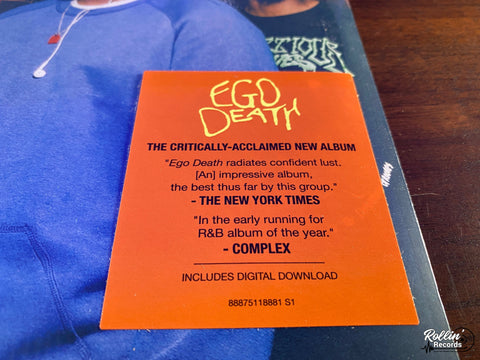 EGO
DEATH
THE CRITICALLY-ACCLAIMED NEW ALBUM
"Ego Death radiates confident lust.
[An] impressive album,
the best thus far by this group."
- THE NEW YORK TIMES
"In the early running for
R&B album of the year."
- COMPLEX
INCLUDES DIGITAL DOWNLOAD
88875118881 S1
Rollin'
Records